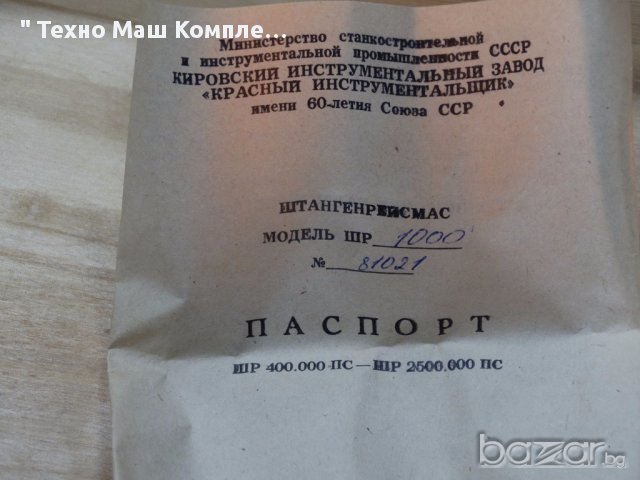 " Техно Маш Компле...
Министерство станкостроительной
и инструментальной промышленности СССР
КИРОВСКИЙ ИНСТРУМЕНТАЛЬНЫЙ ЗАВОД
«КРАСНЫЙ ИНСТРУМЕНТАЛЬЩИК»
имени 60-летия Союза ССР
ШТАНГЕНРЕЙСМАС
МОДЕЛЬ ШР 1000
№ 81021
ПАСПОРТ
ШР 400.000 ПС — ШР 2500.000 ПС
bazar.bg